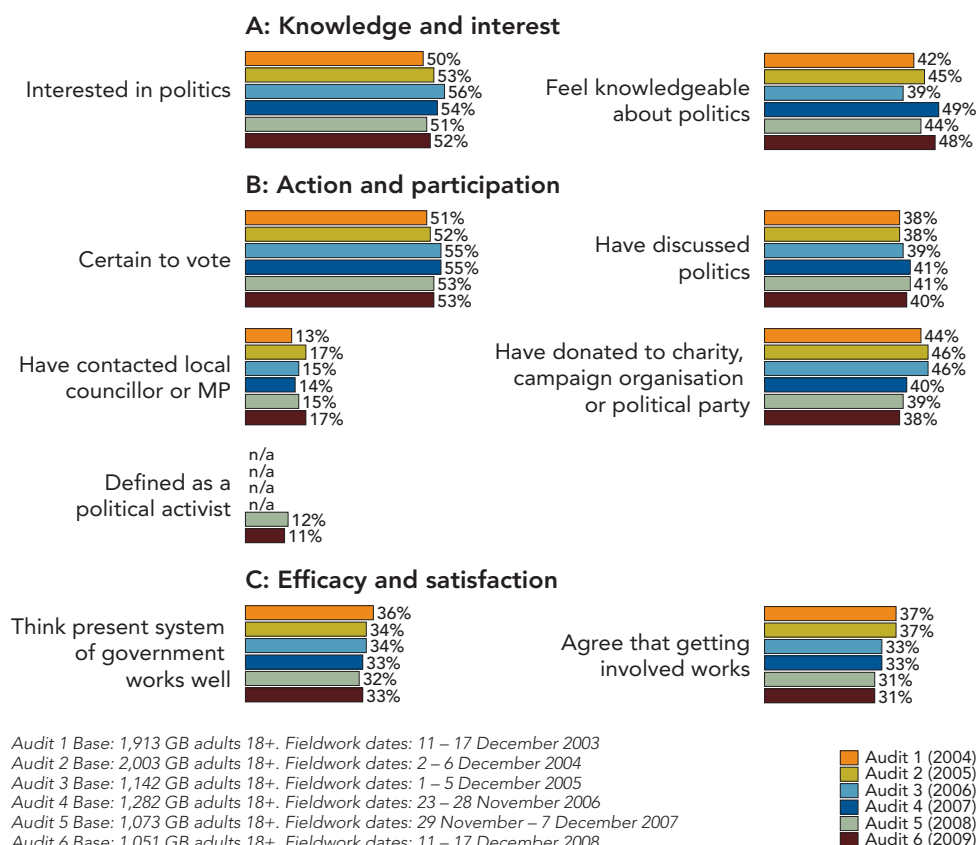 A: Knowledge and interest
Interested in politics
50%
53%
56%
54%
51%
52%
Feel knowledgeable
about politics
42%
45%
39%
49%
44%
48%
B: Action and participation
Certain to vote
51%
52%
55%
55%
53%
53%
Have discussed
politics
38%
38%
39%
41%
41%
40%
Have contacted local
councillor or MP
13%
17%
15%
14%
15%
17%
Have donated to charity,
campaign organisation
or political party
44%
46%
46%
40%
39%
38%
Defined as a
political activist
n/a
n/a
n/a
n/a
12%
11%
C: Efficacy and satisfaction
Think present system
of government
works well
36%
34%
34%
33%
32%
33%
Agree that getting
involved works
37%
37%
33%
33%
31%
31%
Audit 1 Base: 1,913 GB adults 18+. Fieldwork dates: 11 – 17 December 2003
Audit 2 Base: 2,003 GB adults 18+. Fieldwork dates: 2 – 6 December 2004
Audit 3 Base: 1,142 GB adults 18+. Fieldwork dates: 1 – 5 December 2005
Audit 4 Base: 1,282 GB adults 18+. Fieldwork dates: 23 – 28 November 2006
Audit 5 Base: 1,073 GB adults 18+. Fieldwork dates: 29 November – 7 December 2007
Audit 6 Base: 1,051 GB adults 18+. Fieldwork dates: 11 – 17 December 2008
Audit 1 (2004)
Audit 2 (2005)
Audit 3 (2006)
Audit 4 (2007)
Audit 5 (2008)
Audit 6 (2009)